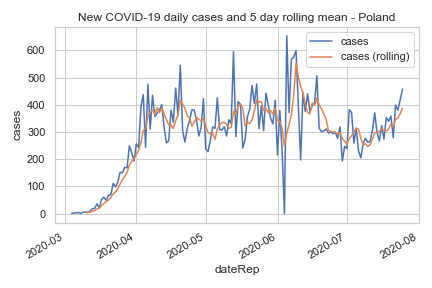 New COVID-19 daily cases and 5 day rolling mean - Poland
cases
cases (rolling)
cases
600
500
400
300
200
100
0
2020-03
2020-04
2020-05
2020-06
2020-07
2020-08
dateRep